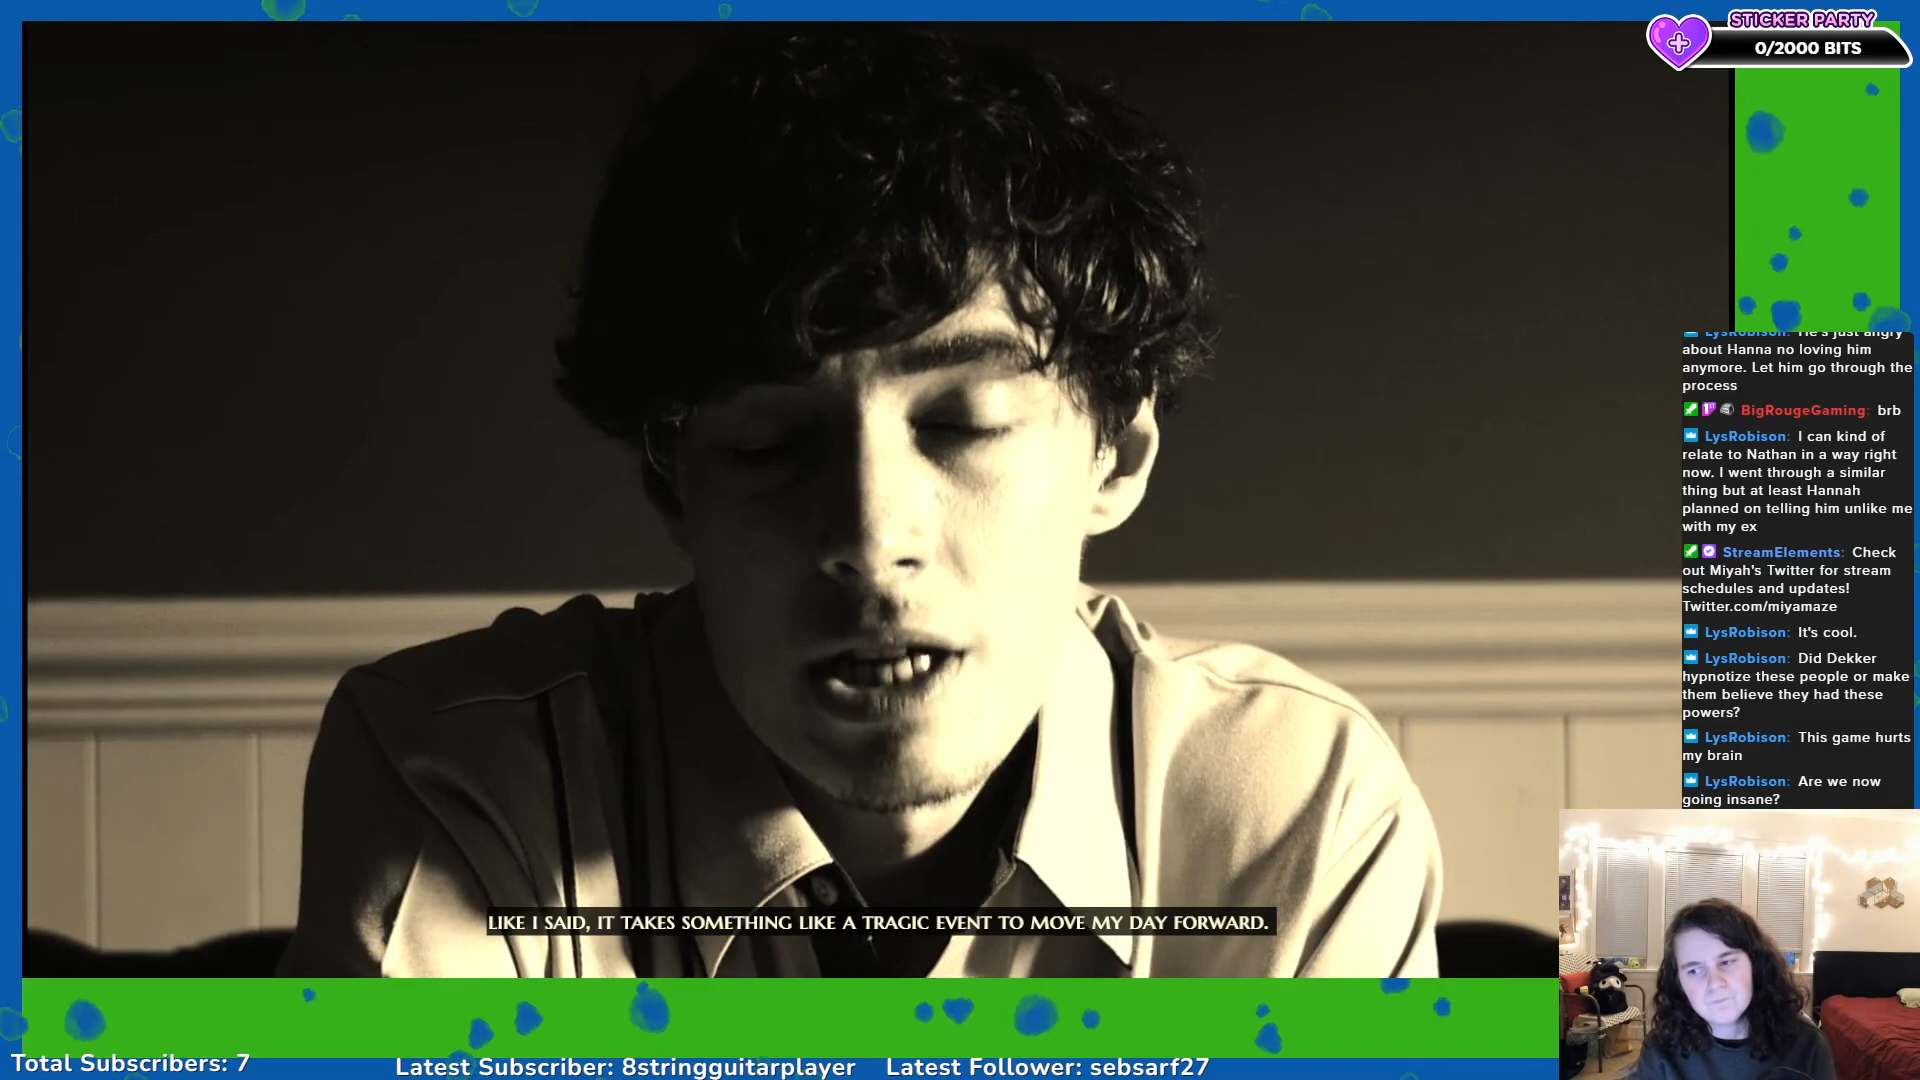 STICKER PARTY
0/2000 BITS
LysRobison: He's just angry
about Hanna no loving him
anymore. Let him go through the
process
BigRougeGaming: brb
LysRobison: I can kind of
relate to Nathan in a way right
now. I went through a similar
thing but at least Hannah
planned on telling him unlike me
with my ex
StreamElements: Check
out Miyah's Twitter for stream
schedules and updates!
Twitter.com/miyamaze
LysRobison: It's cool.
LysRobison: Did Dekker
hypnotize these people or make
them believe they had these
powers?
LysRobison: This game hurts
my brain
LysRobison: Are we now
going insane?
LIKE I SAID, IT TAKES SOMETHING LIKE A TRAGIC EVENT TO MOVE MY DAY FORWARD.
Total Subscribers: 7
Latest Subscriber: 8stringguitarplayer
Latest Follower: sebsarf27